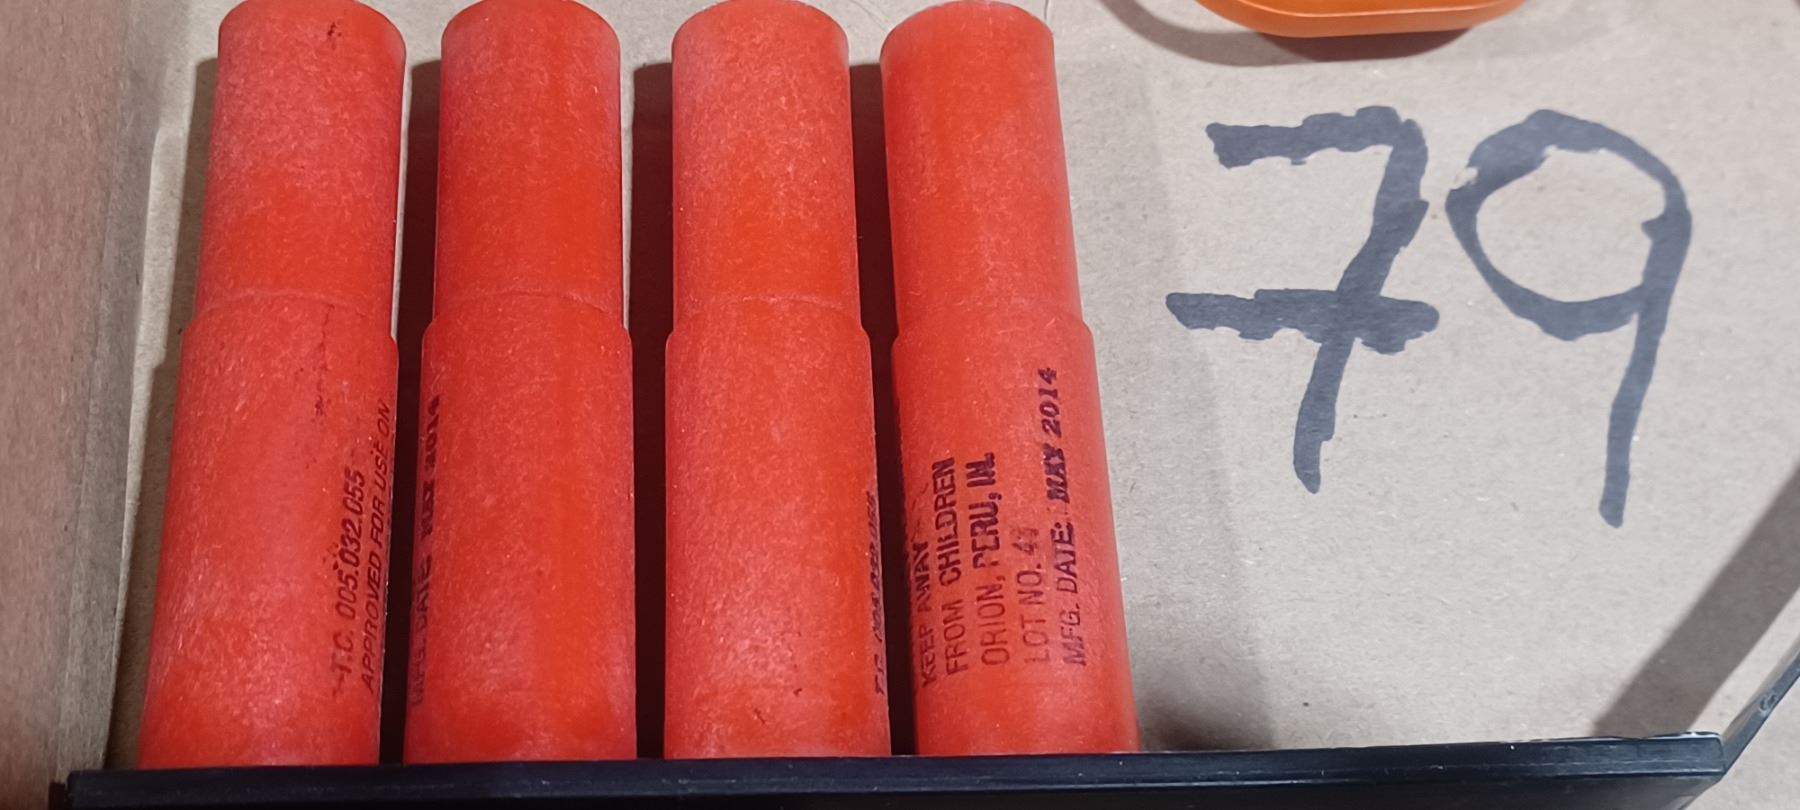 T.C. 005.032.055
APPROVED FOR USE ON
MFG. DATE MAY 2014
KEEP AWAY
FROM CHILDREN
ORION, PERU, IN.
LOT NO.
MFG. DATE: MAY 2014
79